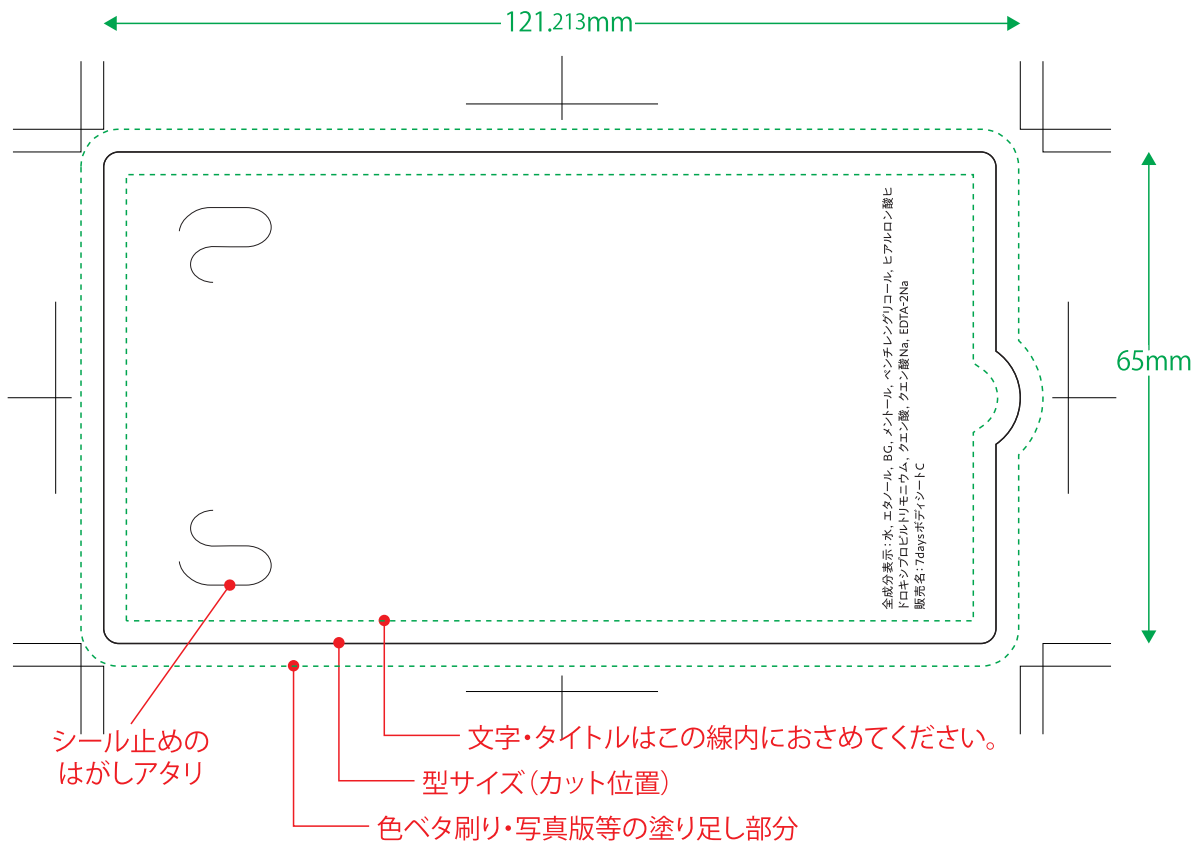 121.213mm
全成分表示：水, エタノール, BG, メントール, ペンチレングリコール, ヒアルロン酸ヒ
ドロキシプロピルトリモニウム, クエン酸, クエン酸Na, EDTA-2Na
販売名：7daysボディシートC
65mm
シール止めの
はがしアタリ
文字・タイトルはこの線内におさめてください。
型サイズ（カット位置）
色ベタ刷り・写真版等の塗り足し部分